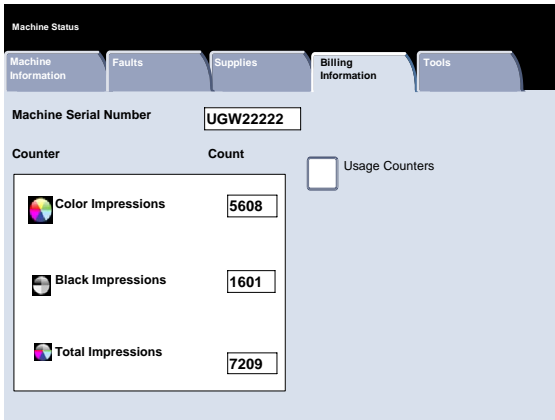 Machine Status
Machine Information
Faults
Supplies
Billing Information
Tools
Machine Serial Number UGW22222
Counter Count
Usage Counters
Color Impressions 5608
Black Impressions 1601
Total Impressions 7209